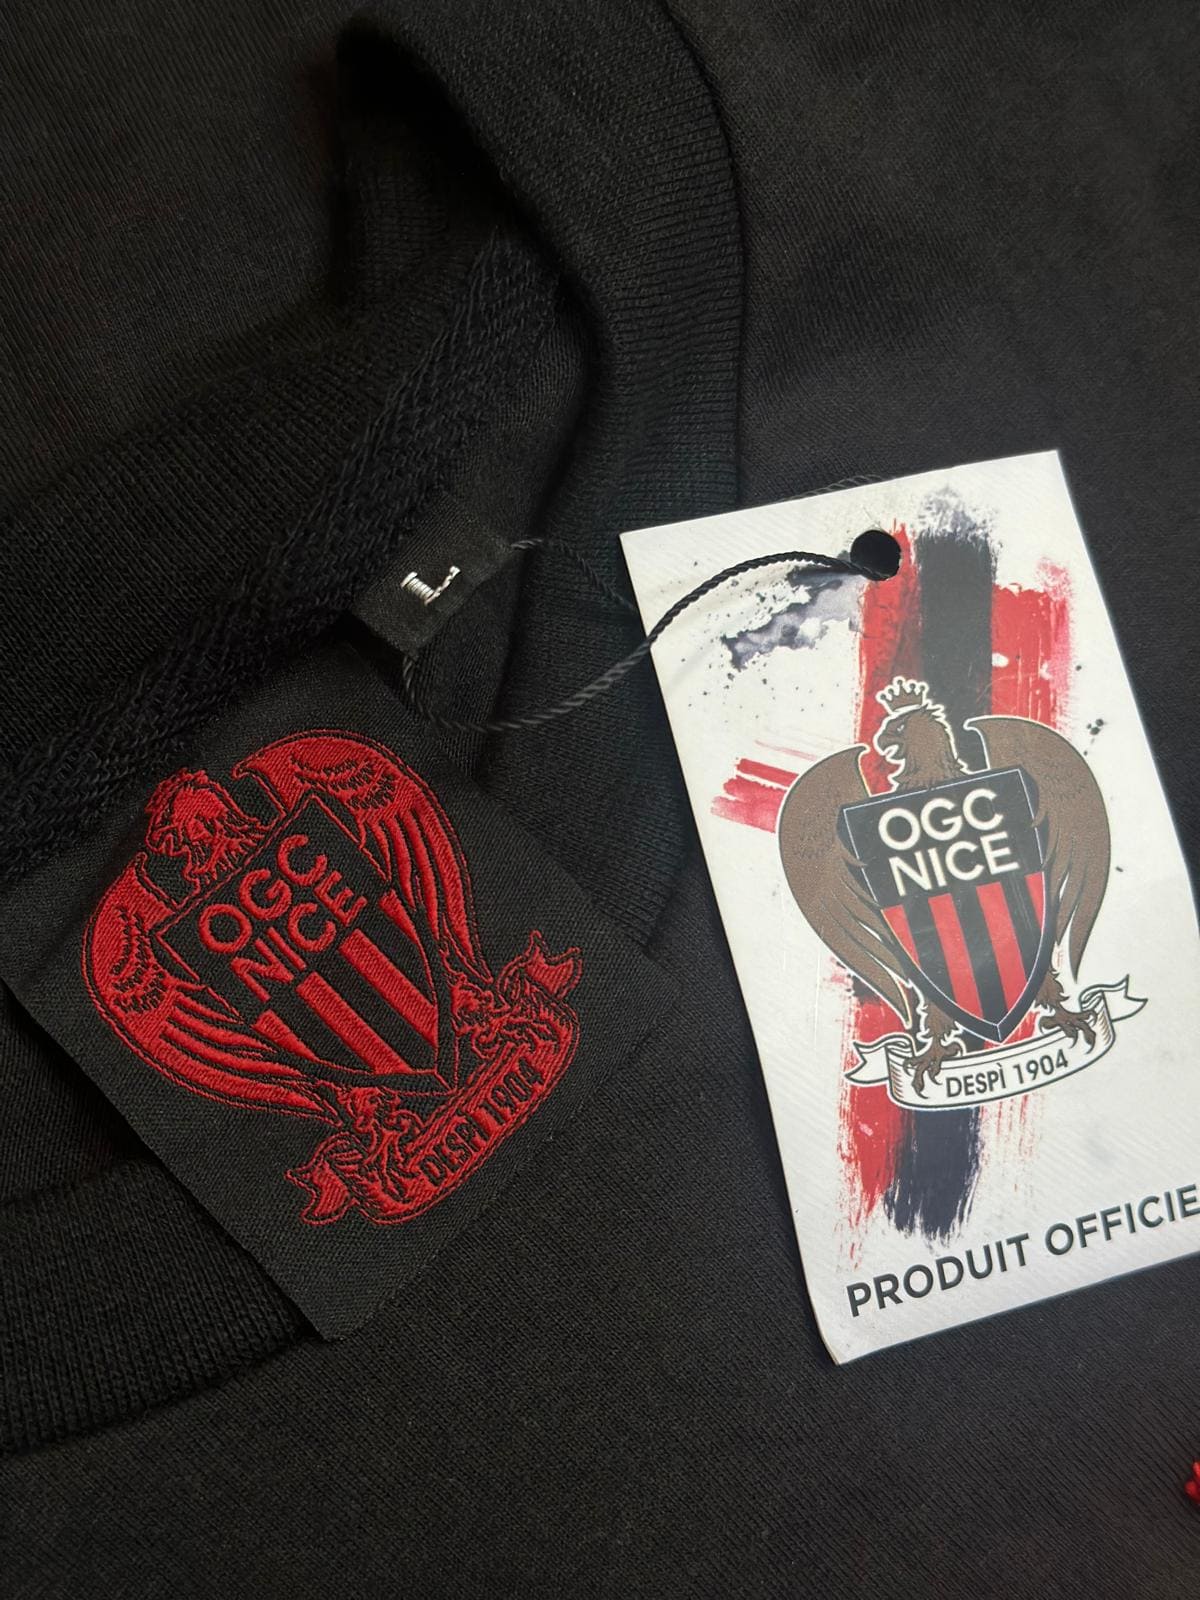 L
OGC
NICE
DESPÌ 1904
OGC
NICE
DESPÌ 1904
PRODUIT OFFICIE